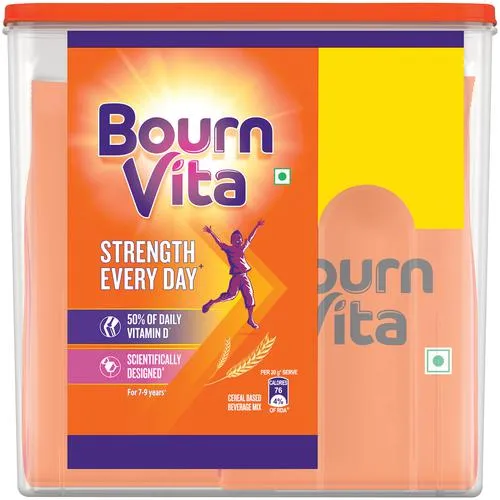 Bourn
Vita
STRENGTH
EVERY DAY+
50% OF DAILY
VITAMIN D*
SCIENTIFICALLY
DESIGNED*
For 7-9 years*
CEREAL BASED
BEVERAGE MIX
PER 20 g* SERVE
CALORIES
76
4%
OF RDA*
ourn
Vita